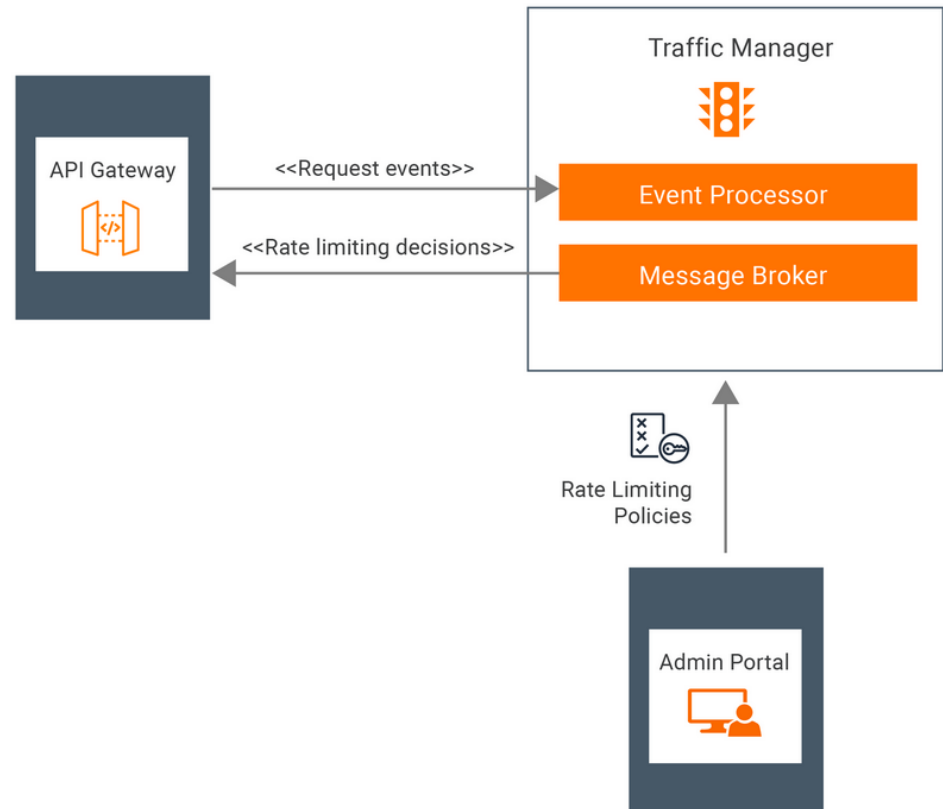 Traffic Manager
API Gateway
</>
<<Request events>>
Event Processor
<<Rate limiting decisions>>
Message Broker
Rate Limiting
Policies
Admin Portal